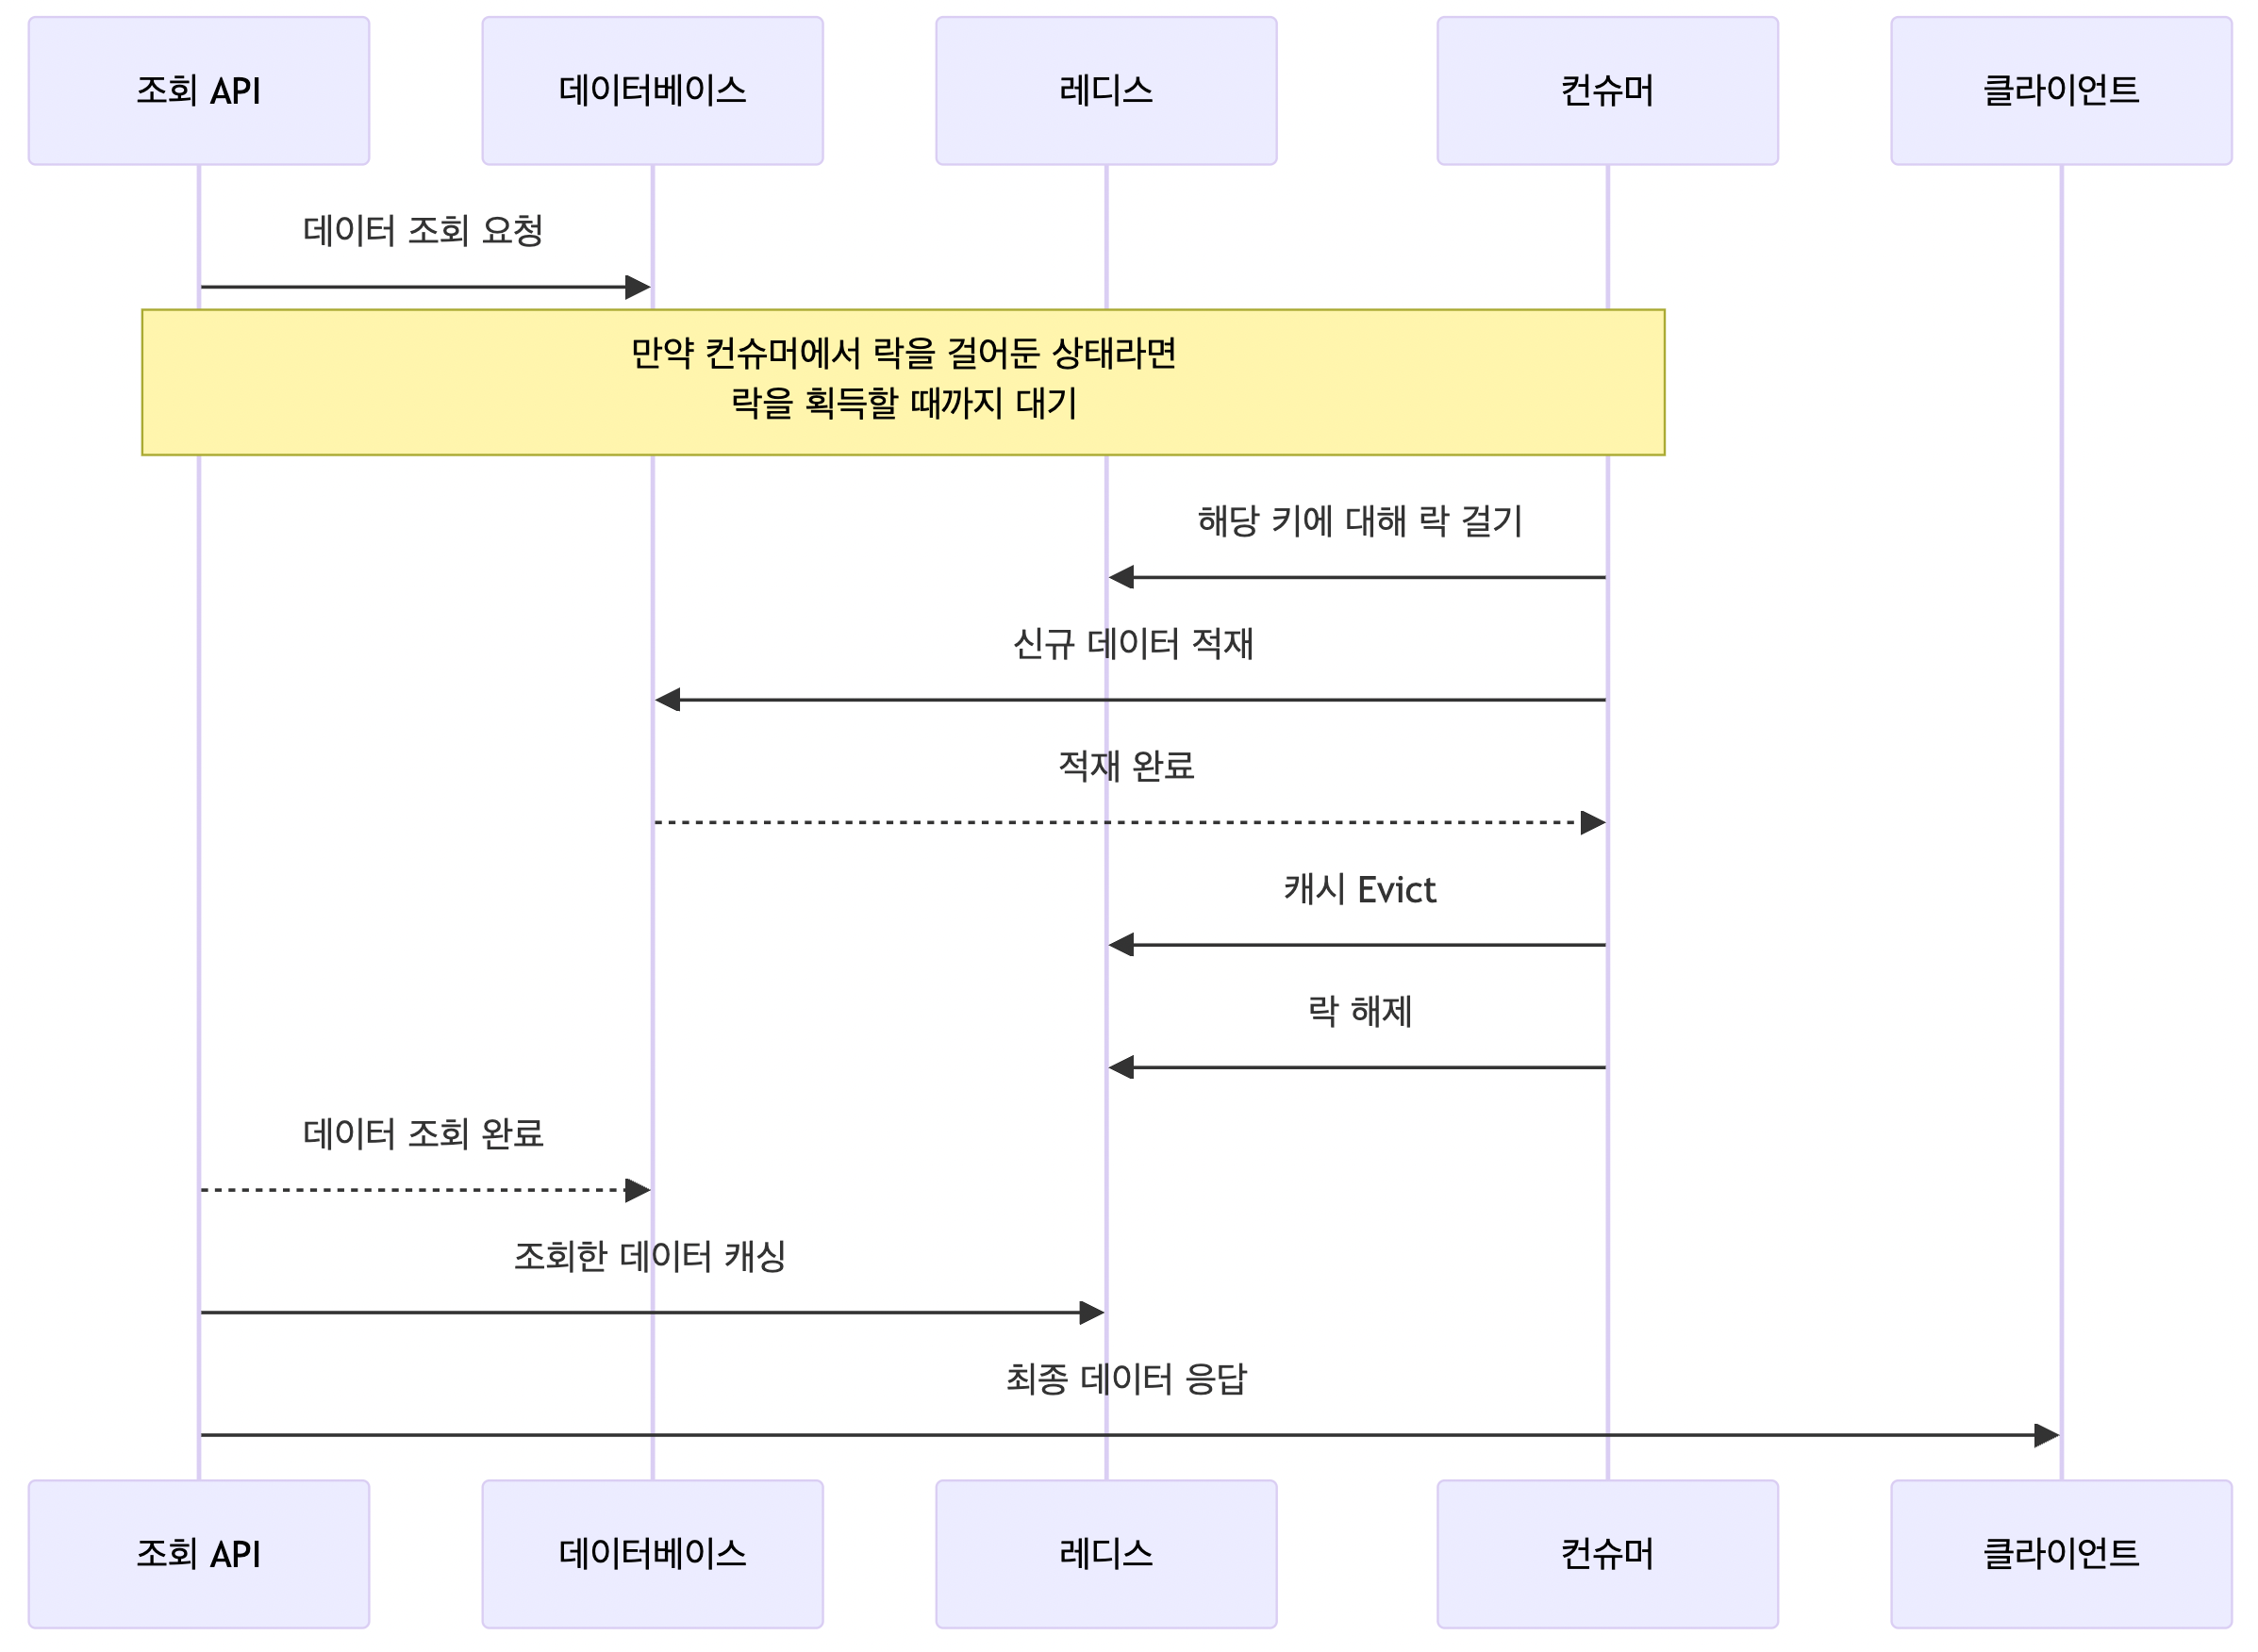 조회 API
데이터베이스
레디스
컨슈머
클라이언트
데이터 조회 요청
만약 컨슈머에서 락을 걸어둔 상태라면
락을 획득할 때까지 대기
해당 키에 대해 락 걸기
신규 데이터 적재
적재 완료
캐시 Evict
락 해제
데이터 조회 완료
조회한 데이터 캐싱
최종 데이터 응답
조회 API
데이터베이스
레디스
컨슈머
클라이언트